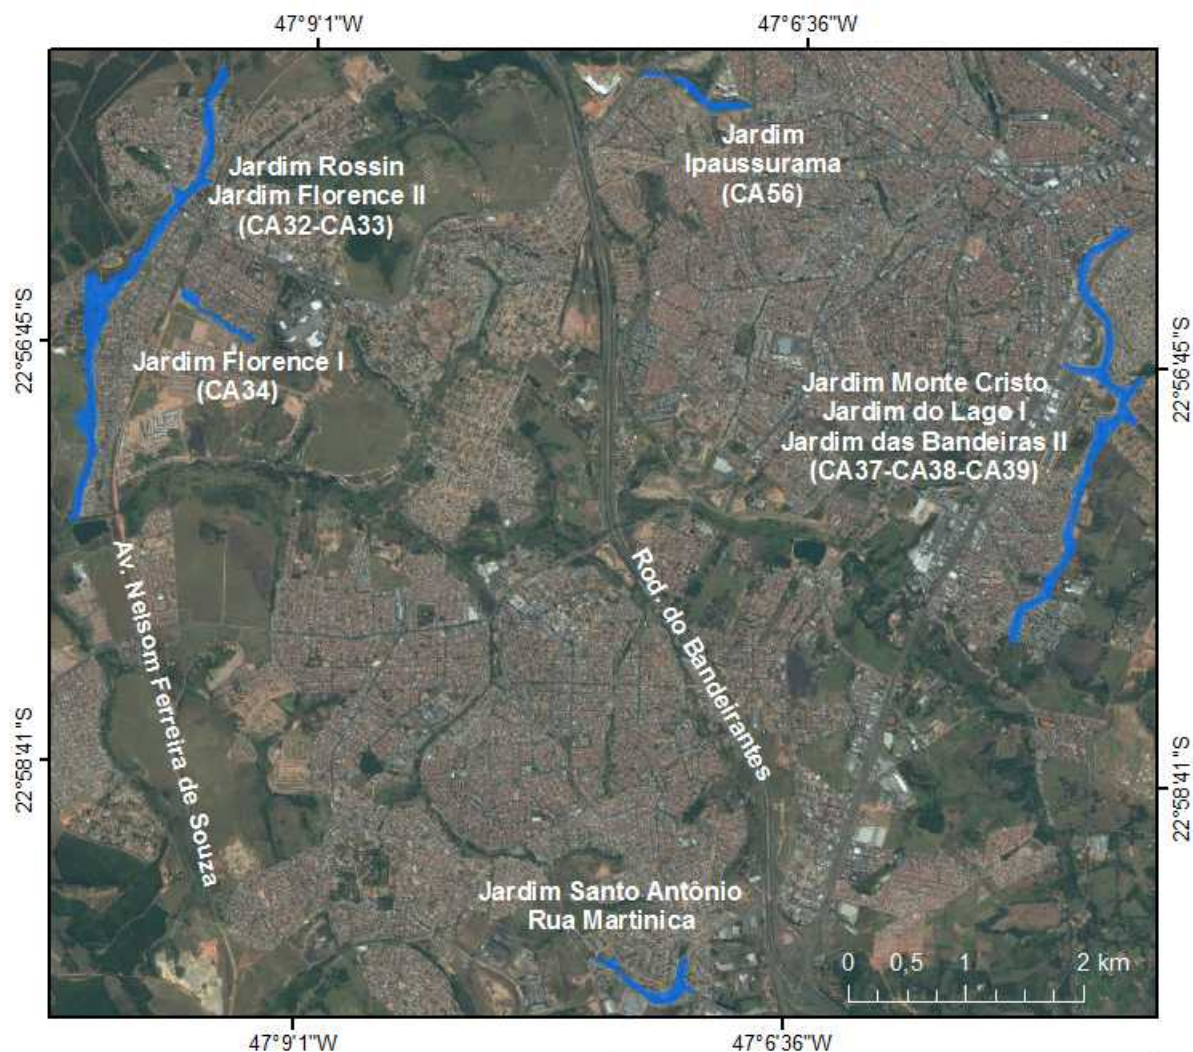 47°9'1"W
47°6'36"W
Jardim Rossin
Jardim Florence II
(CA32-CA33)
Jardim
Ipaussurama
(CA56)
22°56'45"S
22°56'45"S
Jardim Florence I
(CA34)
Jardim Monte Cristo
Jardim do Lago I
Jardim das Bandeiras II
(CA37-CA38-CA39)
Av. Nelsom Ferreira de Souza
Rod. do Bandeirantes
22°58'41"S
22°58'41"S
Jardim Santo Antônio
Rua Martinica
0 0,5 1 2 km
47°9'1"W
47°6'36"W